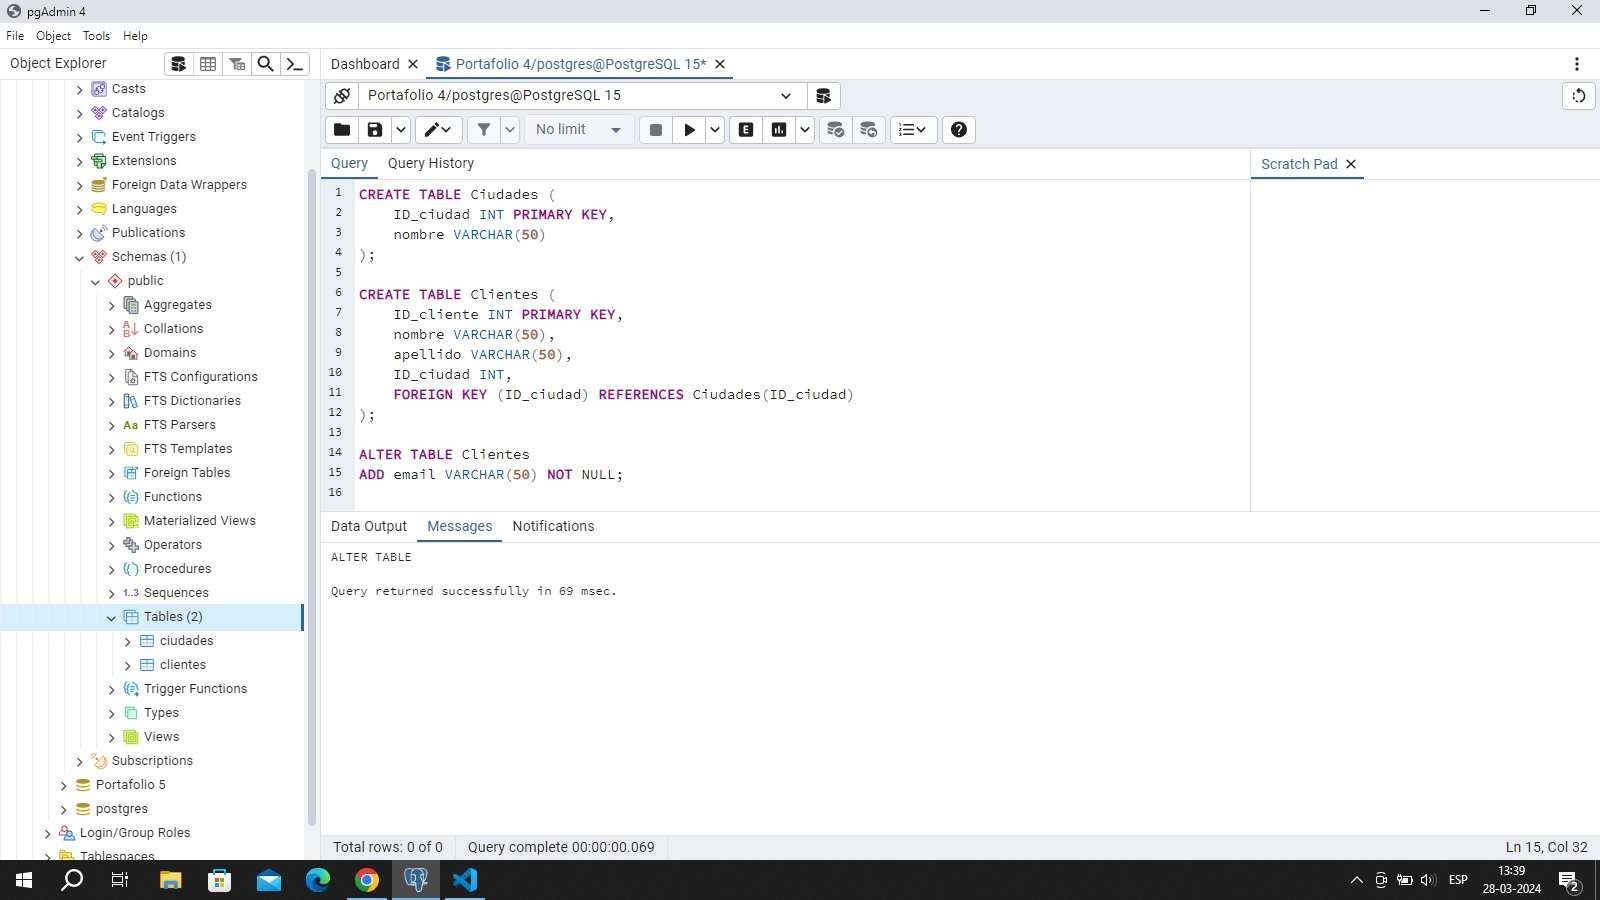 pgAdmin 4
File Object Tools Help
Object Explorer
Casts
Catalogs
Event Triggers
Extensions
Foreign Data Wrappers
Languages
Publications
Schemas (1)
public
Aggregates
Collations
Domains
FTS Configurations
FTS Dictionaries
Aa FTS Parsers
FTS Templates
Foreign Tables
Functions
Materialized Views
Operators
Procedures
1..3 Sequences
Tables (2)
ciudades
clientes
Trigger Functions
Types
Views
Subscriptions
Portafolio 5
postgres
Login/Group Roles
Tablespaces
Dashboard
Portafolio 4/postgres@PostgreSQL 15*
Portafolio 4/postgres@PostgreSQL 15
No limit
E
Query Query History
Scratch Pad
1 CREATE TABLE Ciudades (
2 ID_ciudad INT PRIMARY KEY,
3 nombre VARCHAR(50)
4 );
5
6 CREATE TABLE Clientes (
7 ID_cliente INT PRIMARY KEY,
8 nombre VARCHAR(50),
9 apellido VARCHAR(50),
10 ID_ciudad INT,
11 FOREIGN KEY (ID_ciudad) REFERENCES Ciudades(ID_ciudad)
12 );
13
14 ALTER TABLE Clientes
15 ADD email VARCHAR(50) NOT NULL;
16
Data Output Messages Notifications
ALTER TABLE
Query returned successfully in 69 msec.
Total rows: 0 of 0 Query complete 00:00:00.069
Ln 15, Col 32
ESP
13:39
28-03-2024
2